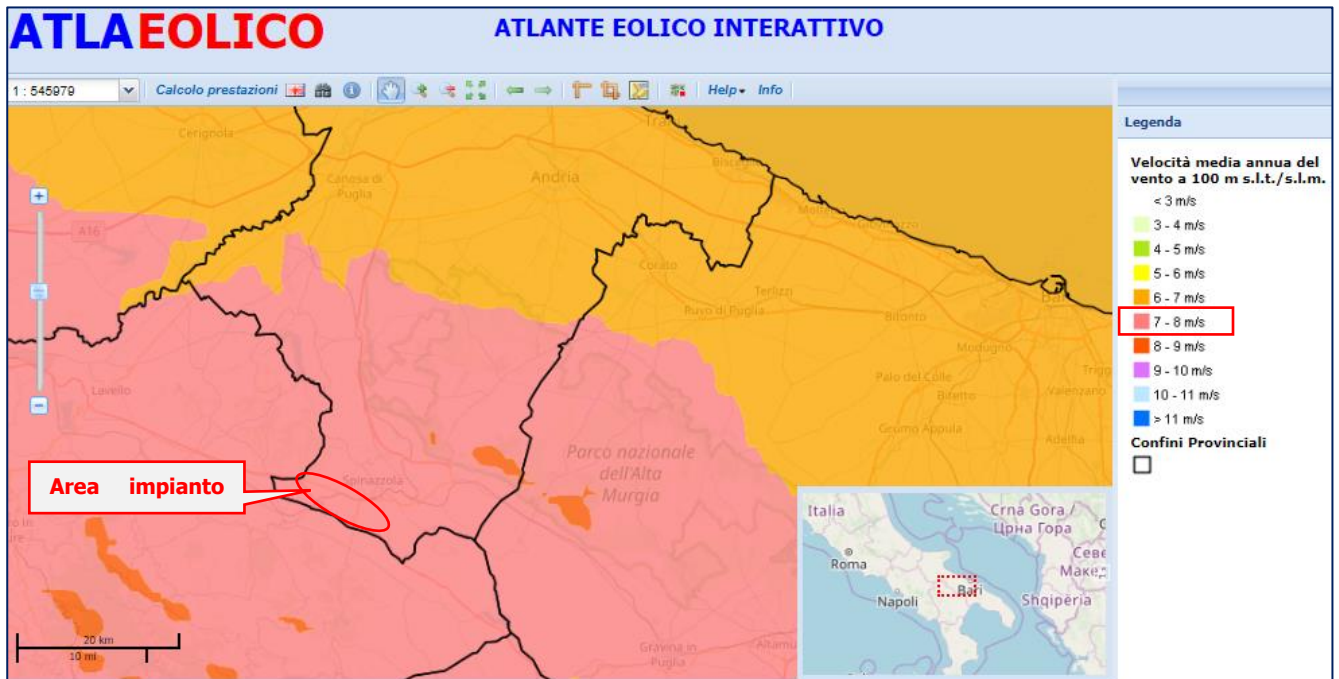 ATLAEOLICO
ATLANTE EOLICO INTERATTIVO
1 : 545979
Calcolo prestazioni
Help
Info
Legenda
Velocità media annua del
vento a 100 m s.l.t./s.l.m.
< 3 m/s
3 - 4 m/s
4 - 5 m/s
5 - 6 m/s
6 - 7 m/s
7 - 8 m/s
8 - 9 m/s
9 - 10 m/s
10 - 11 m/s
> 11 m/s
Confini Provinciali
Cerignola
Canosa di
Puglia
Andria
A16
Corato
Terlizzi
Ruvo di Puglia
Bitonto
Modugno
Palo del Colle
Bitetto
Valenzano
Grumo Appula
Adelfia
Lavello
Spinazzola
Parco nazionale
dell'Alta
Murgia
Area impianto
Gravina in
Puglia
20 km
10 mi
Italia
Roma
Napoli
Bari
Crna Gora /
Црна Гора
Shqipëria